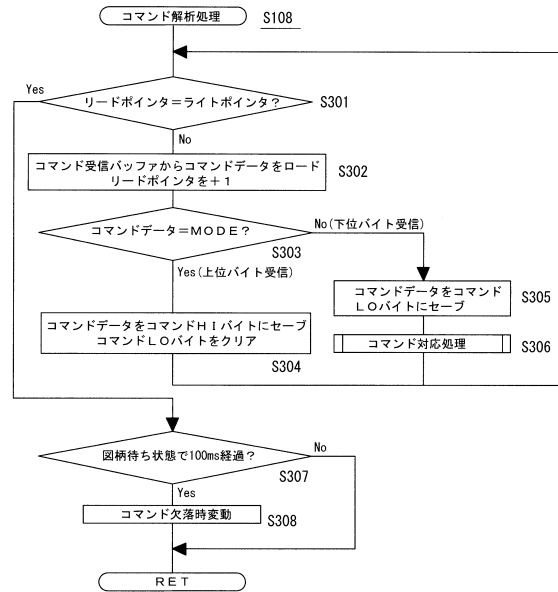 コマンド解析処理
S108
Yes
リードポインタ=ライトポインタ?
S301
No
コマンド受信バッファからコマンドデータをロード
リードポインタを+1
S302
コマンドデータ=MODE?
No(下位バイト受信)
S303
Yes(上位バイト受信)
コマンドデータをコマンド
LOバイトにセーブ
S305
コマンドデータをコマンドHIバイトにセーブ
コマンドLOバイトをクリア
コマンド対応処理
S306
S304
図柄待ち状態で100ms経過?
No
S307
Yes
コマンド欠落時変動
S308
RET